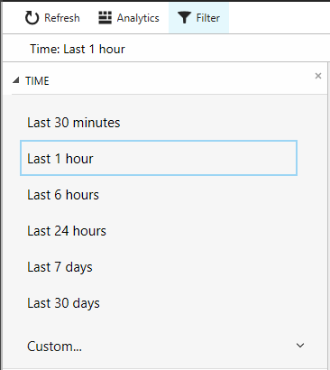 Refresh Analytics Filter
Time: Last 1 hour
TIME
Last 30 minutes
Last 1 hour
Last 6 hours
Last 24 hours
Last 7 days
Last 30 days
Custom...